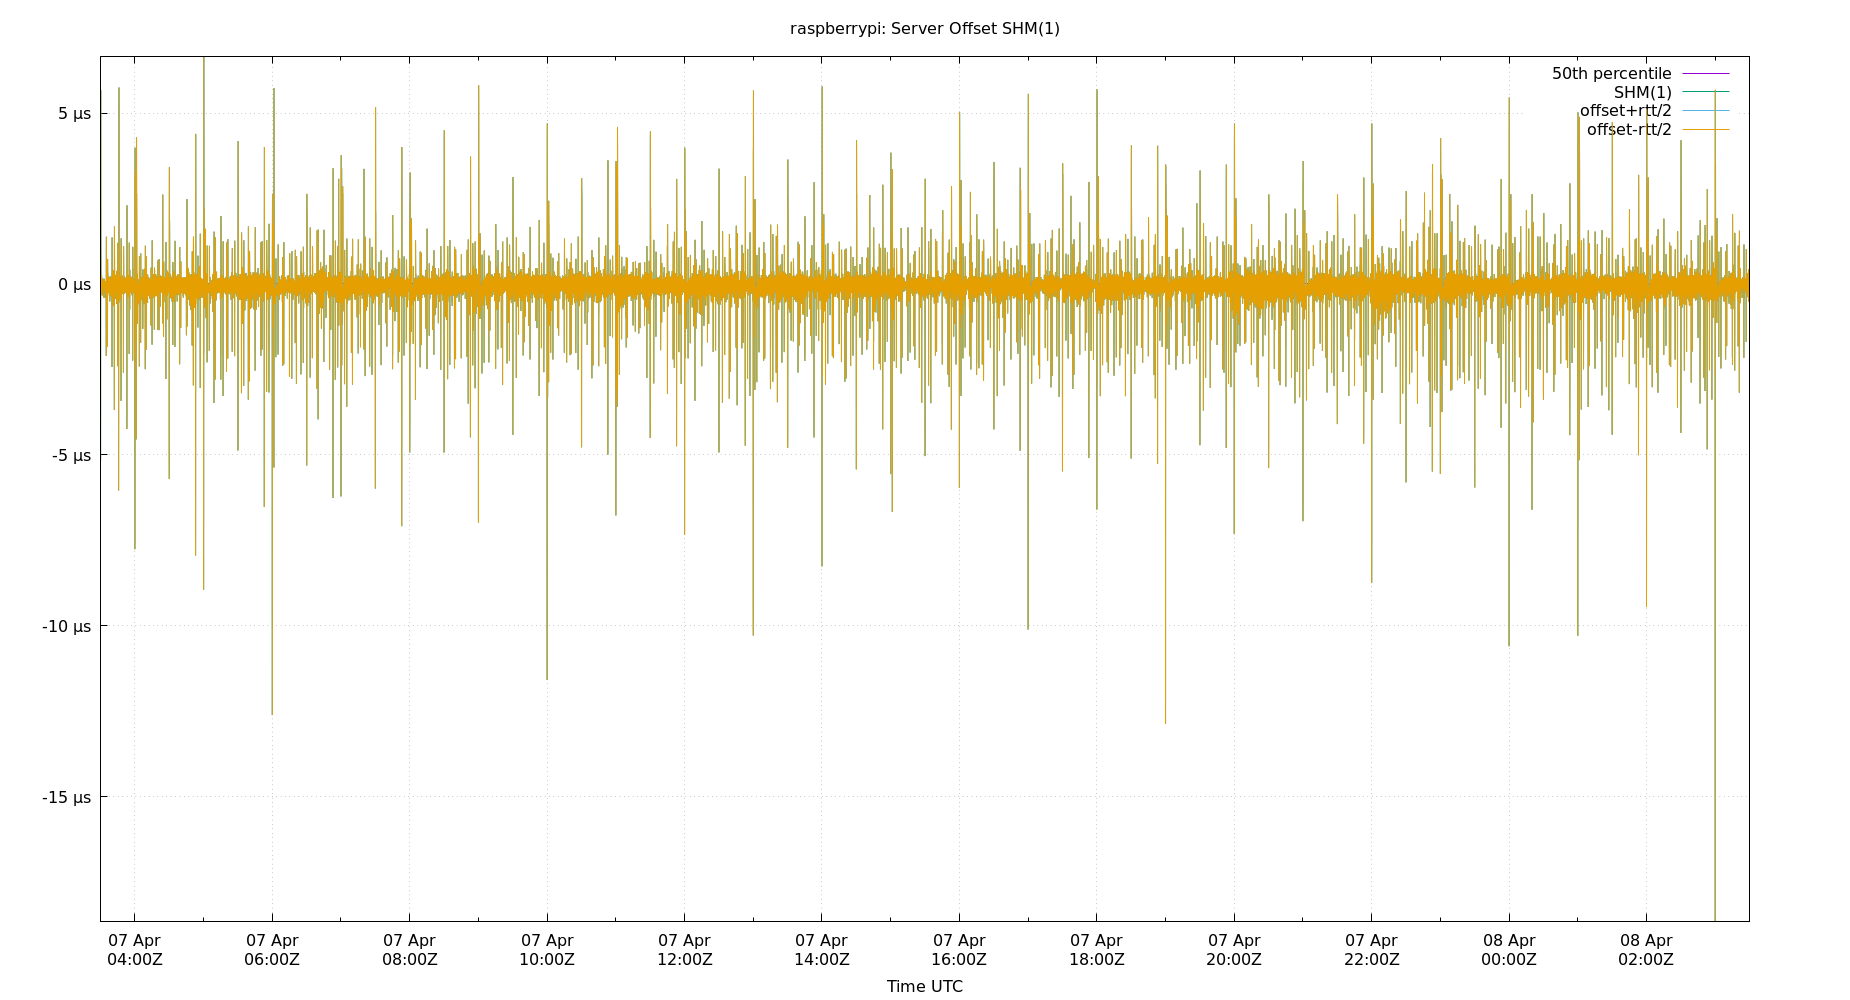 raspberrypi: Server Offset SHM(1)
50th percentile
SHM(1)
offset+rtt/2
offset-rtt/2
5 µs
0 µs
-5 µs
-10 µs
-15 µs
07 Apr 07 Apr 07 Apr 07 Apr 07 Apr 07 Apr 07 Apr 07 Apr 07 Apr 07 Apr 08 Apr 08 Apr
04:00Z 06:00Z 08:00Z 10:00Z 12:00Z 14:00Z 16:00Z 18:00Z 20:00Z 22:00Z 00:00Z 02:00Z
Time UTC